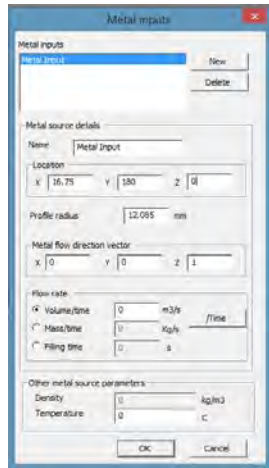 Metal inputs
Metal inputs
Metal Input
New
Delete
Metal source details
Name Metal Input
Location
X 16.75 Y 180 Z 0
Profile radius 12.085 mm
Metal flow direction vector
X 0 Y 0 Z 1
Flow rate
Volume/time 0 m3/s
Mass/time 0 Kg/s
/Time
Filling time 0 s
Other metal source parameters
Density 0 kg/m3
Temperature 0 C
OK Cancel